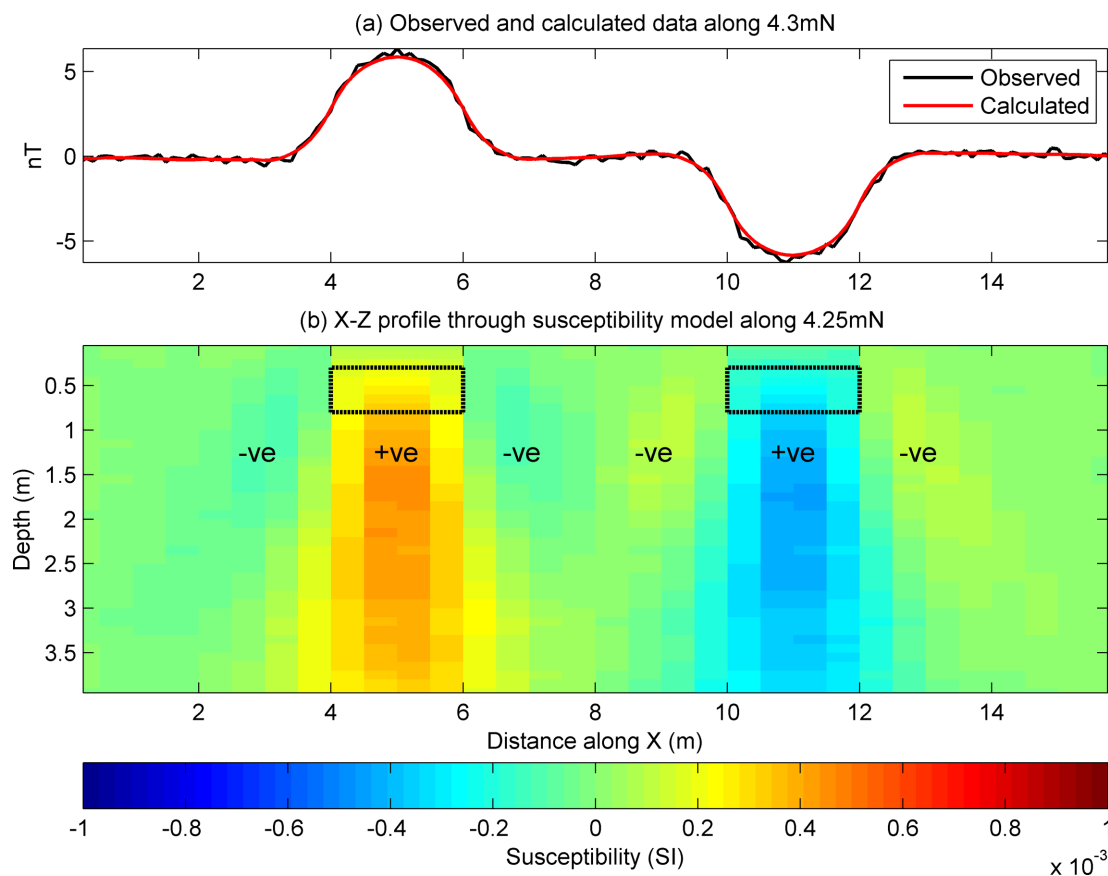 (a) Observed and calculated data along 4.3mN
nT
5
0
-5
Observed
Calculated
2 4 6 8 10 12 14
(b) X-Z profile through susceptibility model along 4.25mN
Depth (m)
0.5
1
1.5
2
2.5
3
3.5
-ve +ve -ve -ve +ve -ve
2 4 6 8 10 12 14
Distance along X (m)
-1 -0.8 -0.6 -0.4 -0.2 0 0.2 0.4 0.6 0.8 1
Susceptibility (SI)
x 10-3